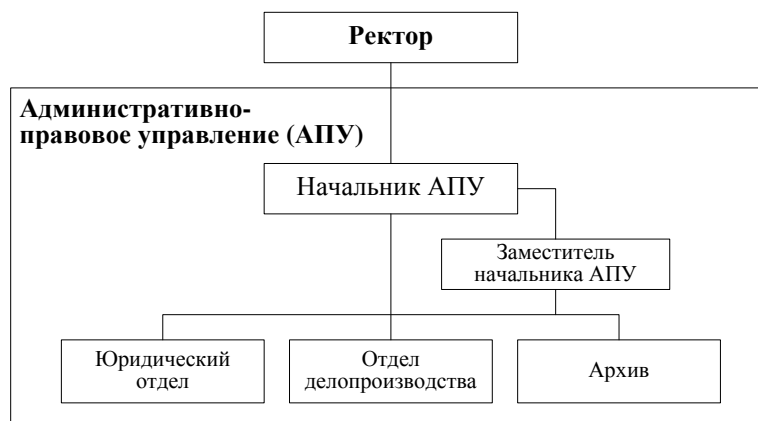 Ректор
Административно-
правовое управление (АПУ)
Начальник АПУ
Заместитель
начальника АПУ
Юридический
отдел
Отдел
делопроизводства
Архив